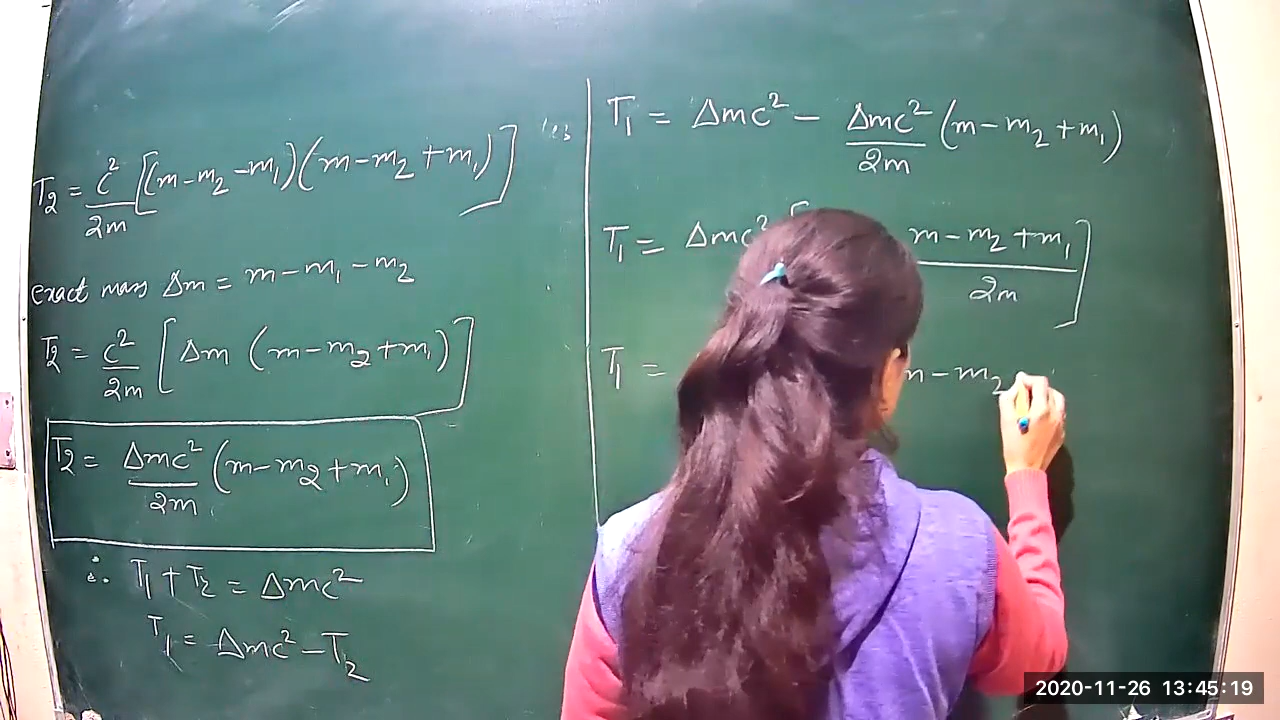 T₂ = c²/2m [(m-m₂-m₁)(m-m₂+m₁)]
exact mass Δm = m-m₁-m₂
T₂ = c²/2m [Δm (m-m₂+m₁)]
T₂ = Δmc²/2m (m-m₂+m₁)
∴ T₁+T₂ = Δmc²
T₁ = Δmc²-T₂
T₁ = Δmc² - Δmc²/2m (m-m₂+m₁)
T₁ = Δmc² [ m-m₂+m₁/2m ]
T₁ = m-m₂
2020-11-26 13:45:19